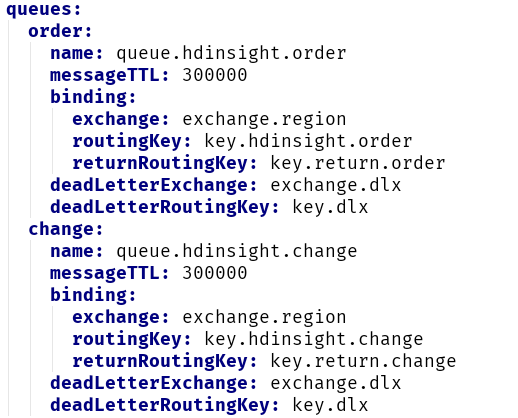 queues:
  order:
    name: queue.hdinsight.order
    messageTTL: 300000
    binding:
      exchange: exchange.region
      routingKey: key.hdinsight.order
      returnRoutingKey: key.return.order
    deadLetterExchange: exchange.dlx
    deadLetterRoutingKey: key.dlx
  change:
    name: queue.hdinsight.change
    messageTTL: 300000
    binding:
      exchange: exchange.region
      routingKey: key.hdinsight.change
      returnRoutingKey: key.return.change
    deadLetterExchange: exchange.dlx
    deadLetterRoutingKey: key.dlx